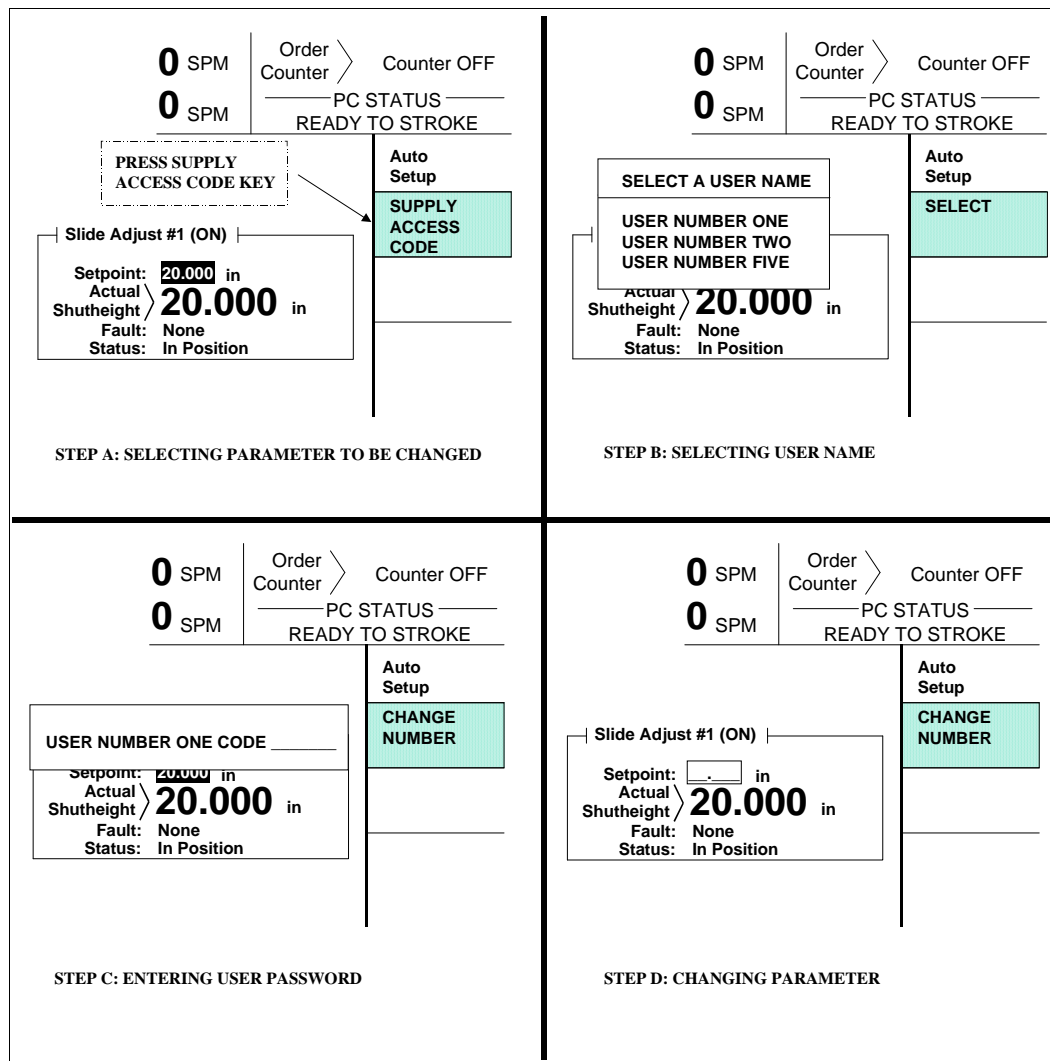 0 SPM
Order
Counter
Counter OFF
0 SPM
PC STATUS
READY TO STROKE
PRESS SUPPLY
ACCESS CODE KEY
Auto
Setup
SUPPLY
ACCESS
CODE
Slide Adjust #1 (ON)
Setpoint: 20.000 in
Actual
Shutheight 20.000 in
Fault: None
Status: In Position
STEP A: SELECTING PARAMETER TO BE CHANGED
0 SPM
Order
Counter
Counter OFF
0 SPM
PC STATUS
READY TO STROKE
Auto
Setup
SELECT
SELECT A USER NAME
USER NUMBER ONE
USER NUMBER TWO
USER NUMBER FIVE
Actual
Shutheight 20.000 in
Fault: None
Status: In Position
STEP B: SELECTING USER NAME
0 SPM
Order
Counter
Counter OFF
0 SPM
PC STATUS
READY TO STROKE
Auto
Setup
CHANGE
NUMBER
USER NUMBER ONE CODE _______
Setpoint: 20.000 in
Actual
Shutheight 20.000 in
Fault: None
Status: In Position
STEP C: ENTERING USER PASSWORD
0 SPM
Order
Counter
Counter OFF
0 SPM
PC STATUS
READY TO STROKE
Auto
Setup
CHANGE
NUMBER
Slide Adjust #1 (ON)
Setpoint: __.___ in
Actual
Shutheight 20.000 in
Fault: None
Status: In Position
STEP D: CHANGING PARAMETER